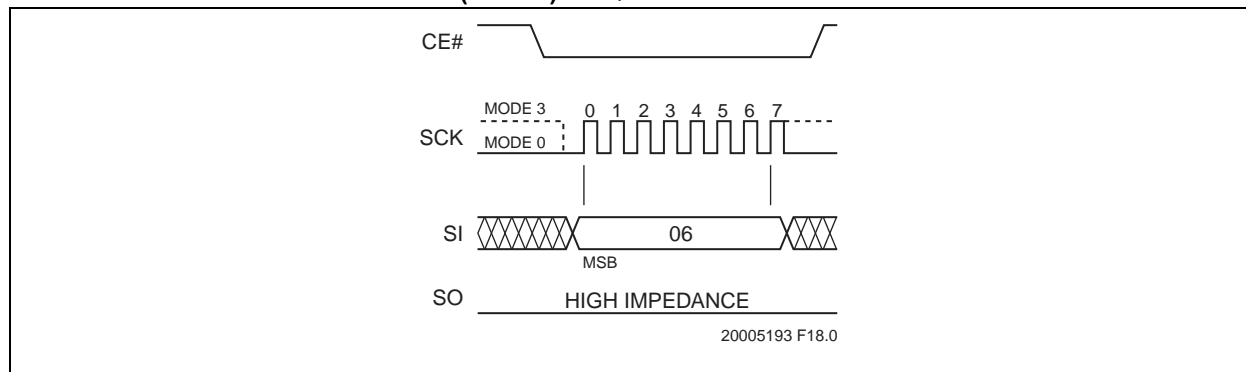 CE#
MODE 3
0 1 2 3 4 5 6 7
SCK
MODE 0
SI
06
MSB
SO
HIGH IMPEDANCE
20005193 F18.0